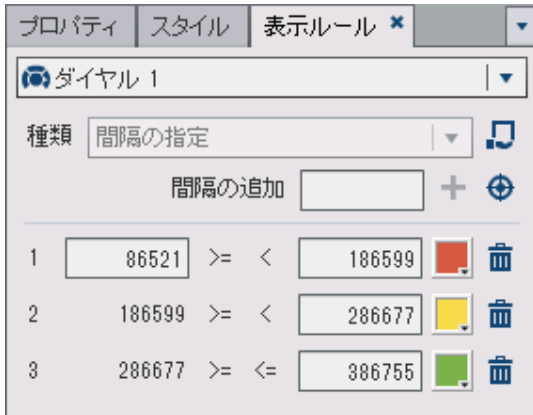 プロパティ スタイル 表示ルール ×
ダイヤル 1
種類 間隔の指定
間隔の追加
1 86521 >= < 186599
2 186599 >= < 286677
3 286677 >= <= 386755